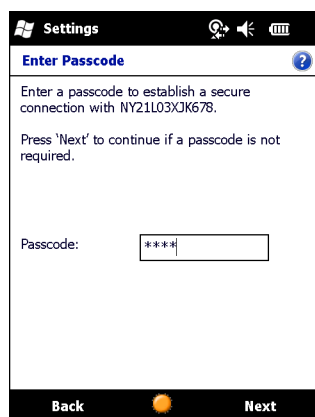 Settings
Enter Passcode
?
Enter a passcode to establish a secure
connection with NY21L03XJK678.
Press ‘Next’ to continue if a passcode is not
required.
Passcode:
****
Back
Next